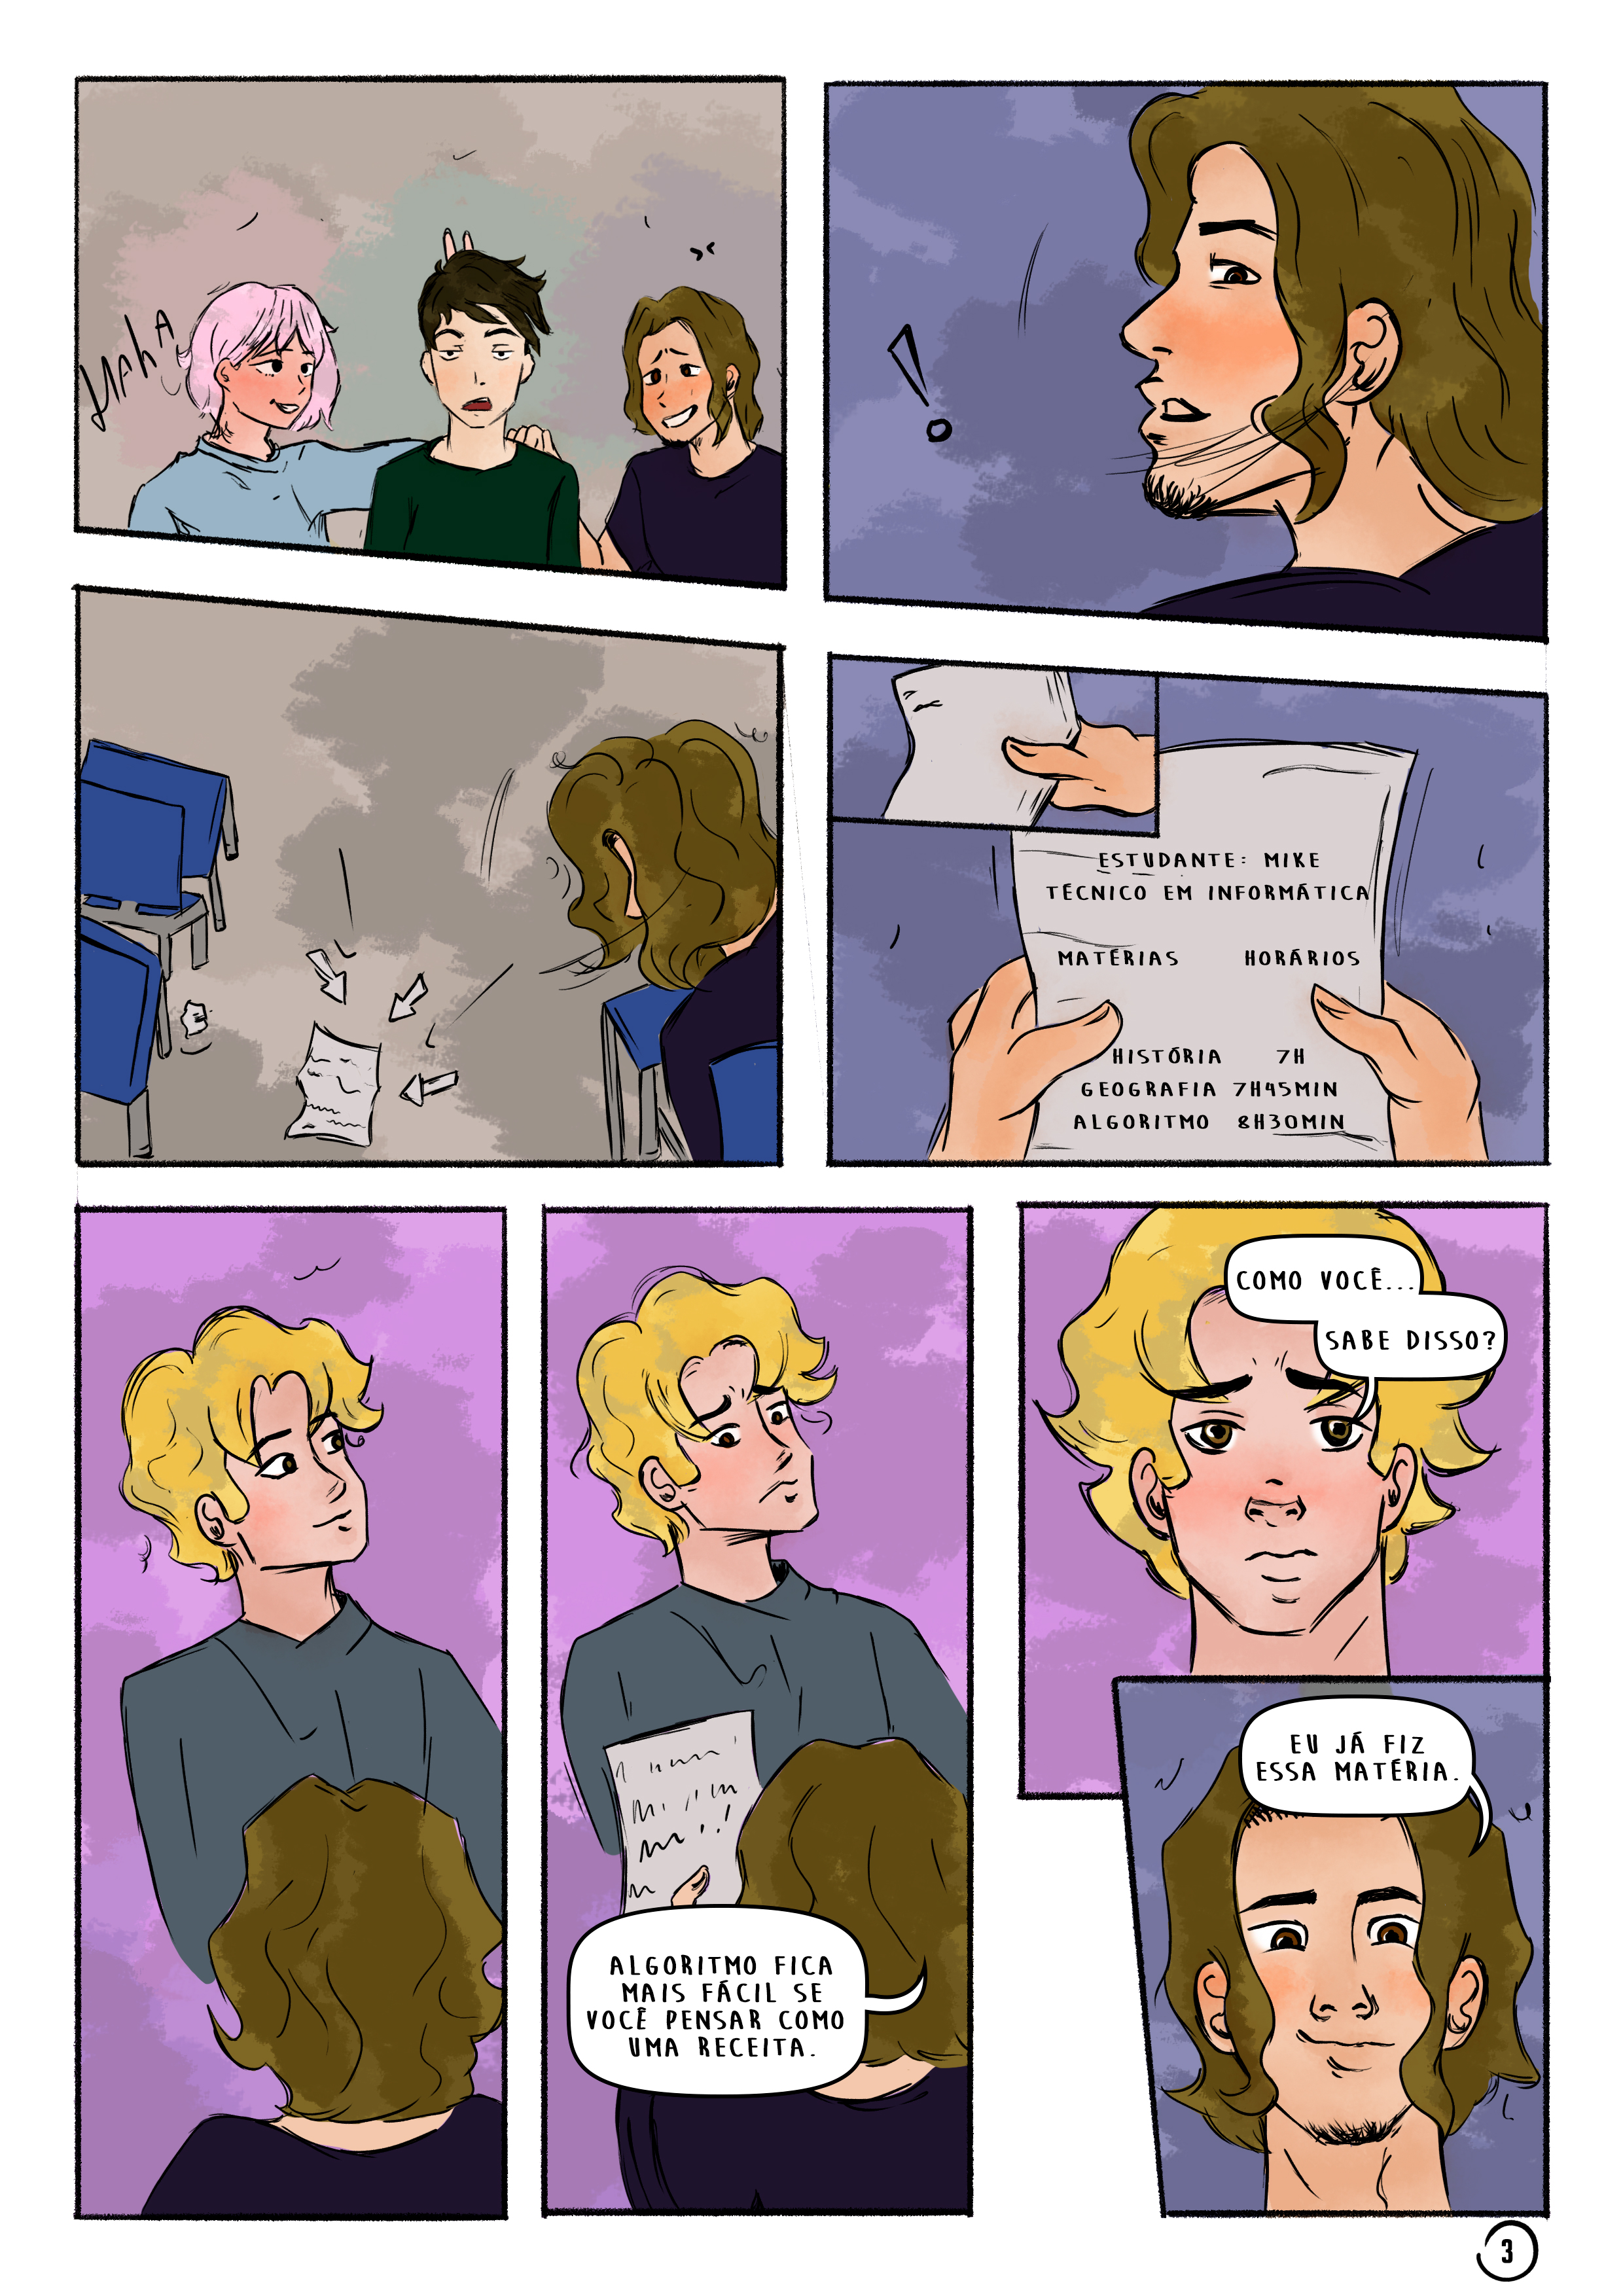 HAHA
!
ESTUDANTE: MIKE
TÉCNICO EM INFORMÁTICA
MATÉRIAS HORÁRIOS
HISTÓRIA 7H
GEOGRAFIA 7H45MIN
ALGORITMO 8H30MIN
ALGORITMO FICA
MAIS FÁCIL SE
VOCÊ PENSAR COMO
UMA RECEITA.
COMO VOCÊ...
SABE DISSO?
EU JÁ FIZ
ESSA MATÉRIA.
3